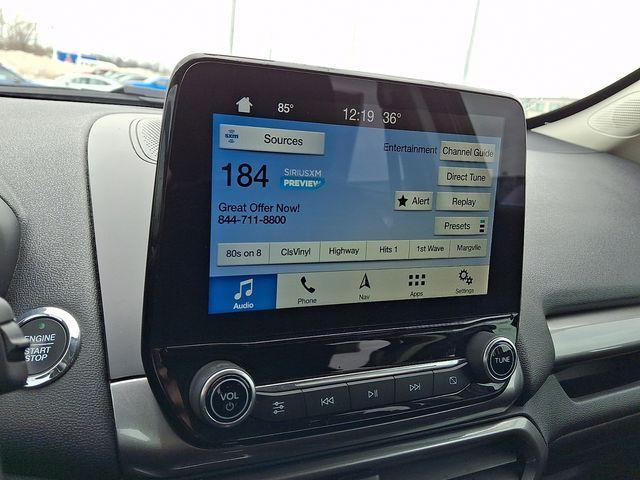 85° 12:19 36°
sxm Sources Entertainment Channel Guide
184 SIRIUSXM PREVIEW Direct Tune
Alert Replay
Great Offer Now!
844-711-8800 Presets
80s on 8 ClsVinyl Highway Hits 1 1st Wave Margvlle
Audio Phone Nav Apps Settings
ENGINE
START
STOP
VOL
TUNE